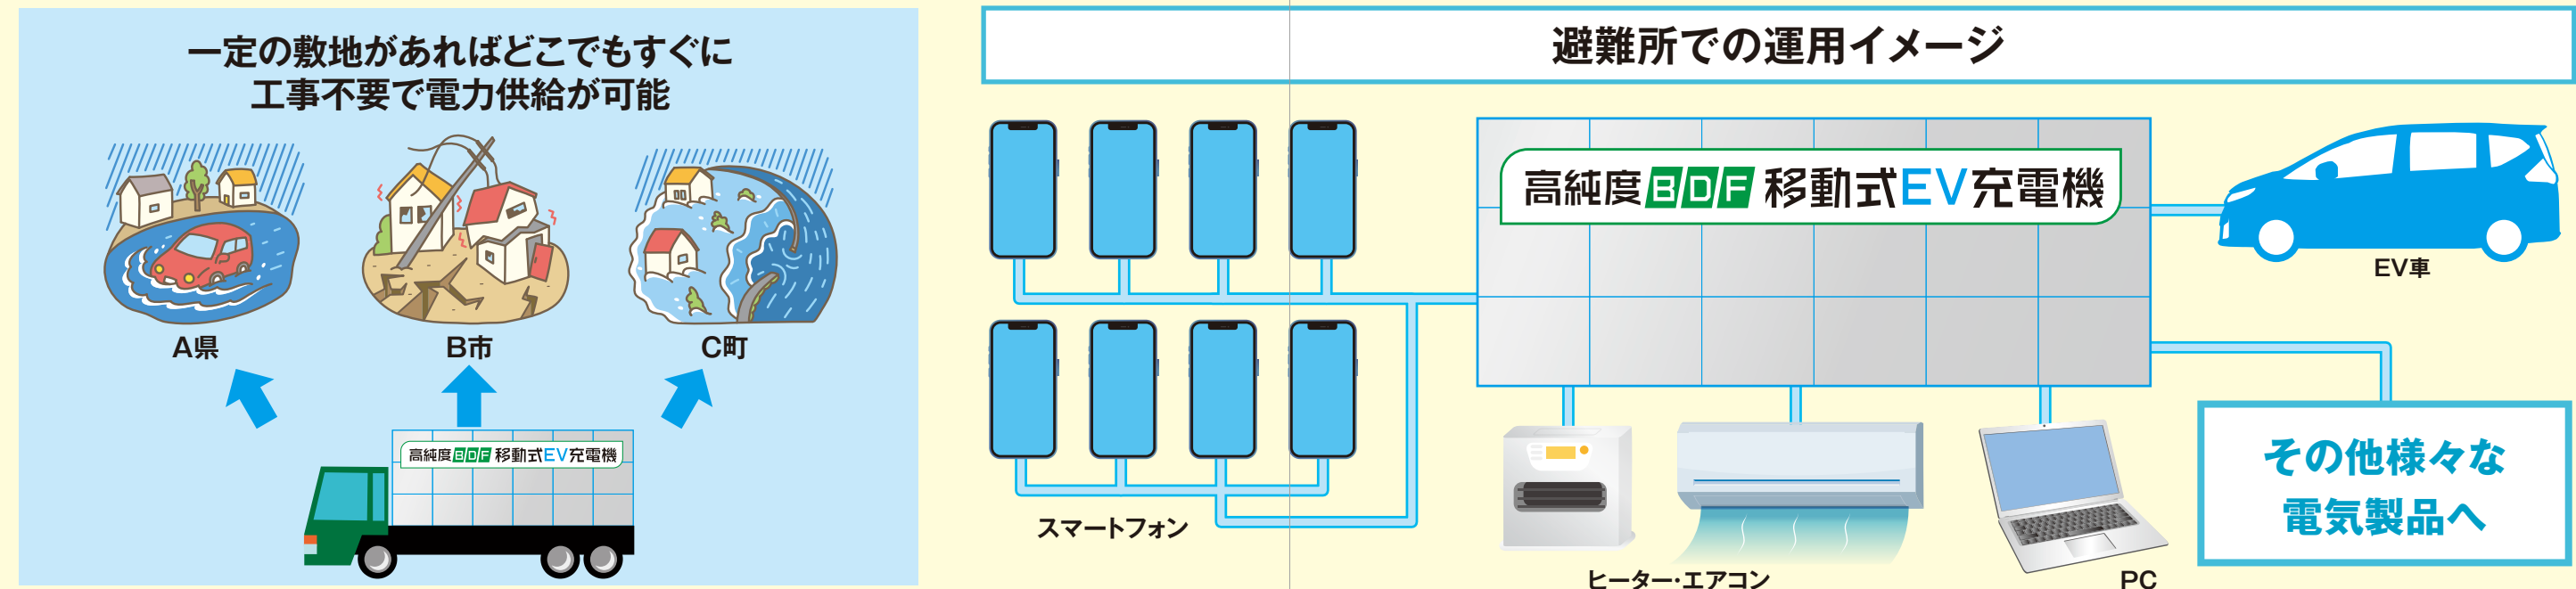 一定の敷地があればどこでもすぐに
工事不要で電力供給が可能
A県
B市
C町
高純度BDF移動式EV充電機
避難所での運用イメージ
高純度BDF移動式EV充電機
EV車
スマートフォン
ヒーター・エアコン
PC
その他様々な
電気製品へ